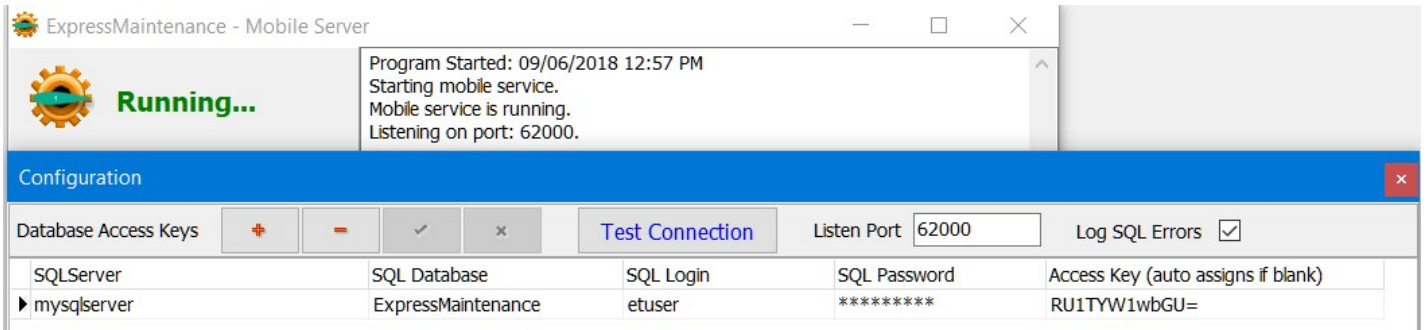 ExpressMaintenance - Mobile Server
Running...
Program Started: 09/06/2018 12:57 PM
Starting mobile service.
Mobile service is running.
Listening on port: 62000.
Configuration
Database Access Keys Test Connection Listen Port 62000 Log SQL Errors
SQLServer SQL Database SQL Login SQL Password Access Key (auto assigns if blank)
mysqlserver ExpressMaintenance etuser ********* RU1TYW1wbGU=